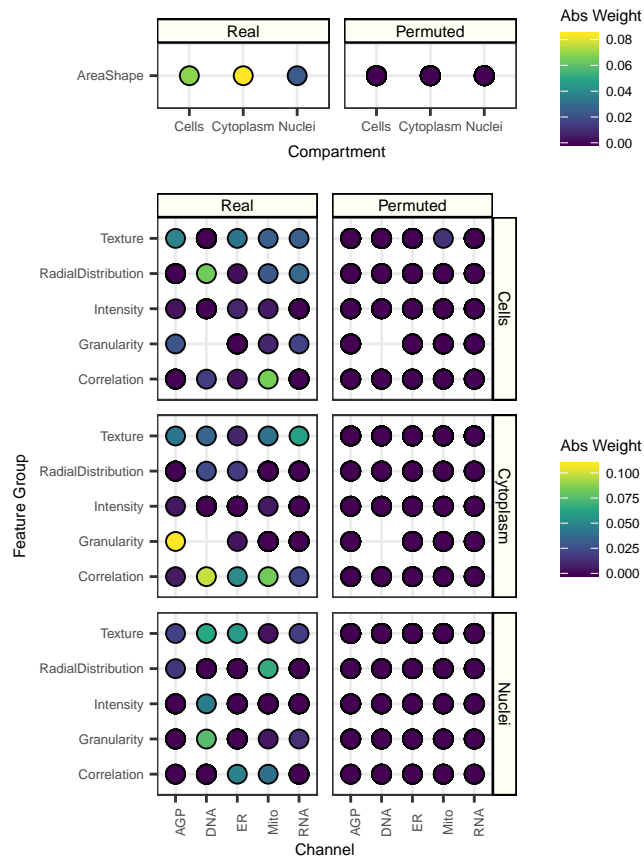 Real Permuted
AreaShape
Cells Cytoplasm Nuclei Cells Cytoplasm Nuclei
Compartment
Abs Weight
0.08
0.06
0.04
0.02
0.00
Real Permuted
Texture
RadialDistribution
Intensity
Granularity
Correlation
Cells
Texture
RadialDistribution
Intensity
Granularity
Correlation
Cytoplasm
Texture
RadialDistribution
Intensity
Granularity
Correlation
Nuclei
Feature Group
AGP DNA ER Mito RNA AGP DNA ER Mito RNA
Channel
Abs Weight
0.100
0.075
0.050
0.025
0.000